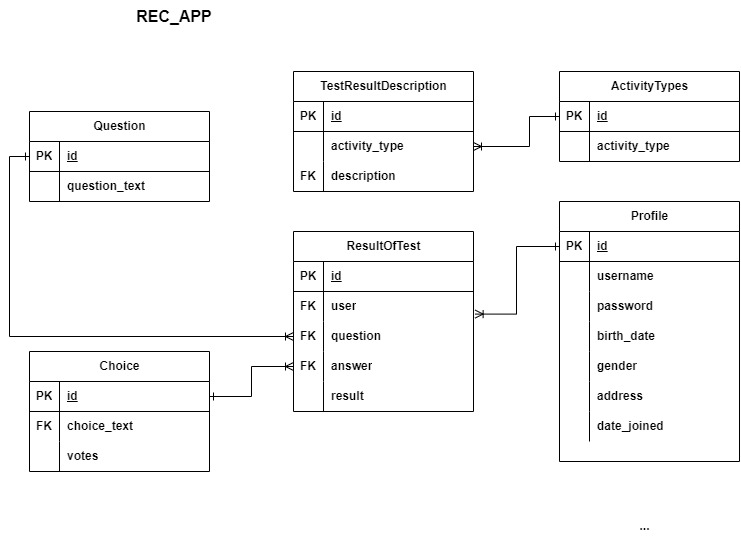 REC_APP
Question
PK id
question_text
TestResultDescription
PK id
activity_type
FK description
ActivityTypes
PK id
activity_type
ResultOfTest
PK id
FK user
FK question
FK answer
result
Profile
PK id
username
password
birth_date
gender
address
date_joined
Choice
PK id
FK choice_text
votes
...